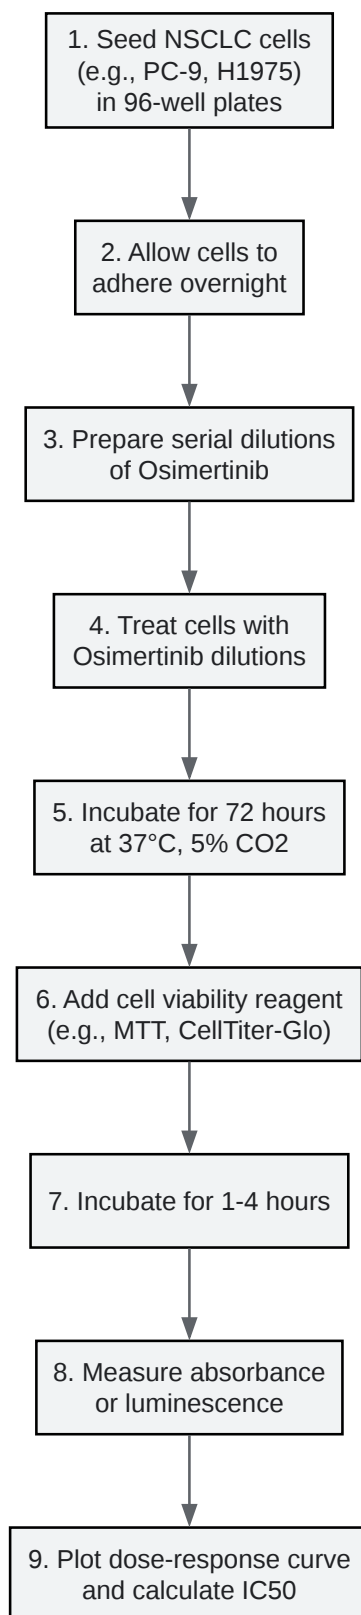 1. Seed NSCLC cells
(e.g., PC-9, H1975)
in 96-well plates
2. Allow cells to
adhere overnight
3. Prepare serial dilutions
of Osimertinib
4. Treat cells with
Osimertinib dilutions
5. Incubate for 72 hours
at 37°C, 5% CO2
6. Add cell viability reagent
(e.g., MTT, CellTiter-Glo)
7. Incubate for 1-4 hours
8. Measure absorbance
or luminescence
9. Plot dose-response curve
and calculate IC50